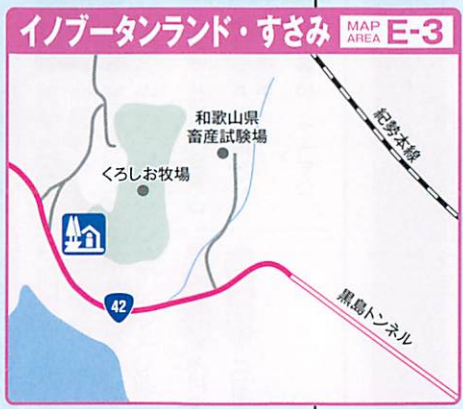 イノブータンランド・すさみ
MAP
AREA E-3
和歌山県
畜産試験場
紀勢本線
くろしお牧場
42
黒島トンネル